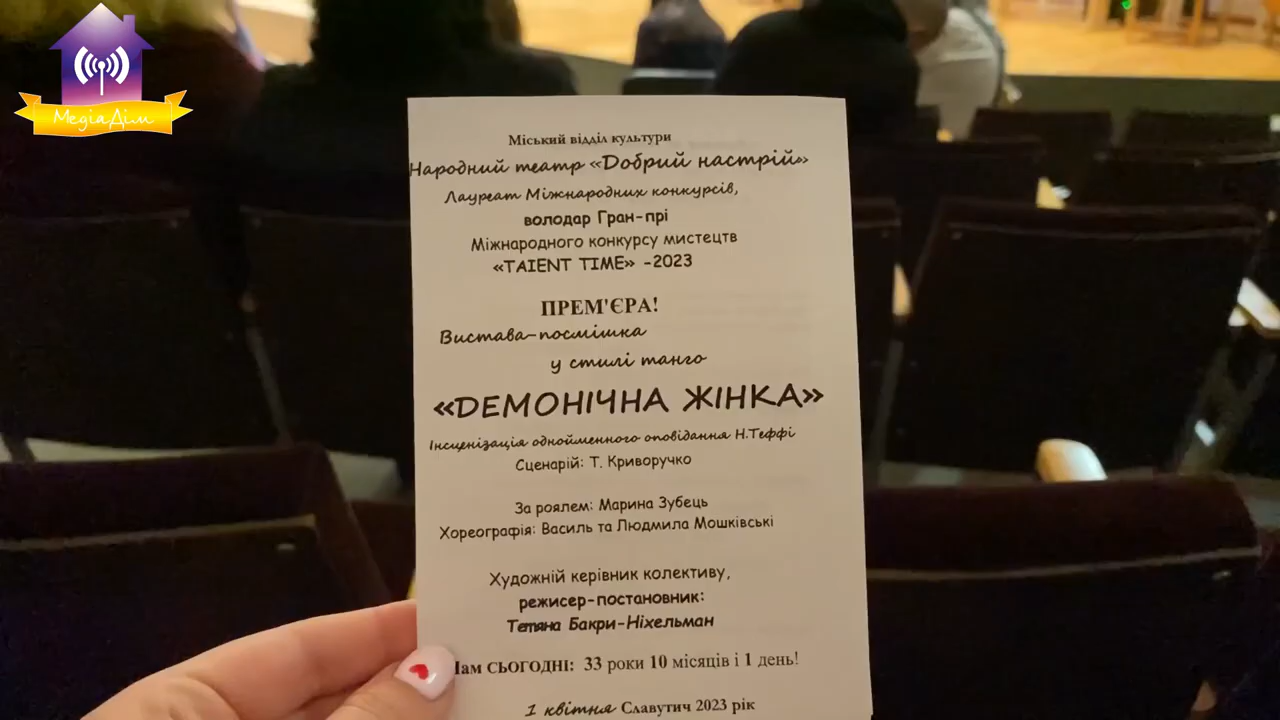 МедіаДім
Міський відділ культури
Народний театр «Добрий настрій»
Лауреат Міжнародних конкурсів,
володар Гран-прі
Міжнародного конкурсу мистецтв
«TAIENT TIME» -2023
ПРЕМ'ЄРА!
Вистава-посмішка
у стилі танго
«ДЕМОНІЧНА ЖІНКА»
Інсценізація однойменного оповідання Н.Теффі
Сценарій: Т. Криворучко
За роялем: Марина Зубець
Хореографія: Василь та Людмила Мошківські
Художній керівник колективу,
режисер-постановник:
Тетяна Бакри-Ніхельман
Нам СЬОГОДНІ: 33 роки 10 місяців і 1 день!
1 квітня Славутич 2023 рік